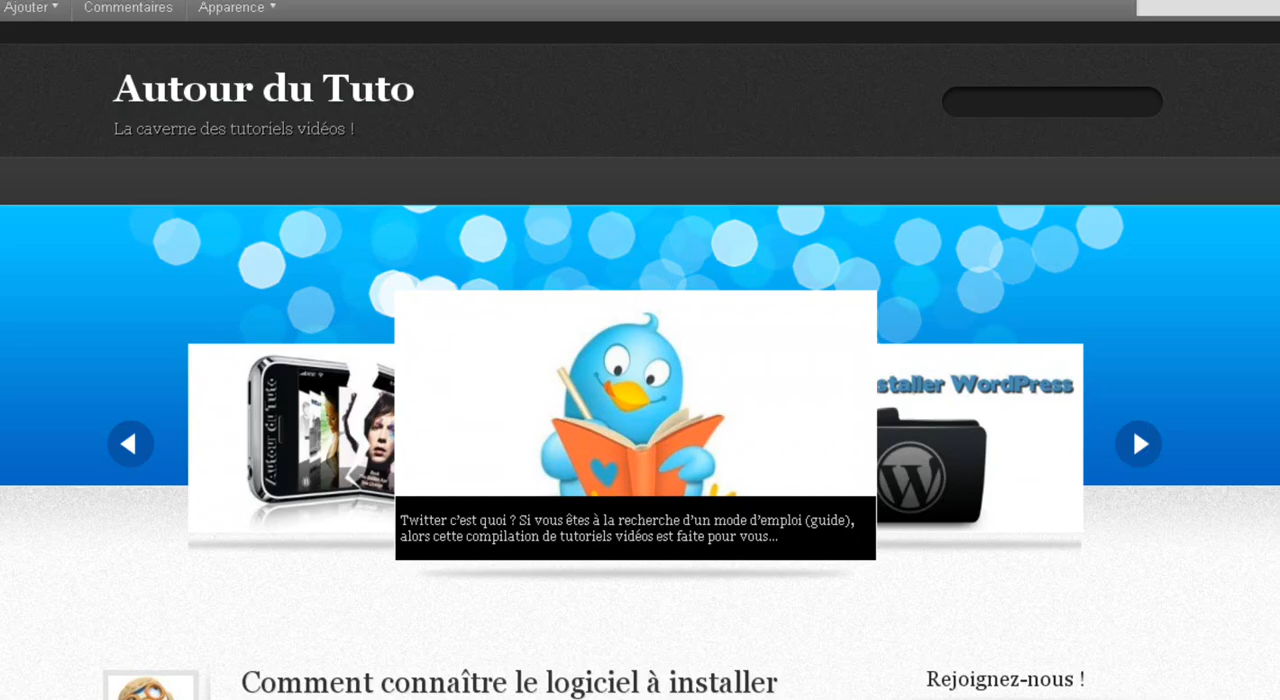 Ajouter Commentaires Apparence
Autour du Tuto
La caverne des tutoriels vidéos !
Autour du Tuto
staller WordPress
Twitter c'est quoi ? Si vous êtes à la recherche d'un mode d'emploi (guide),
alors cette compilation de tutoriels vidéos est faite pour vous...
Comment connaître le logiciel à installer
Rejoignez-nous !